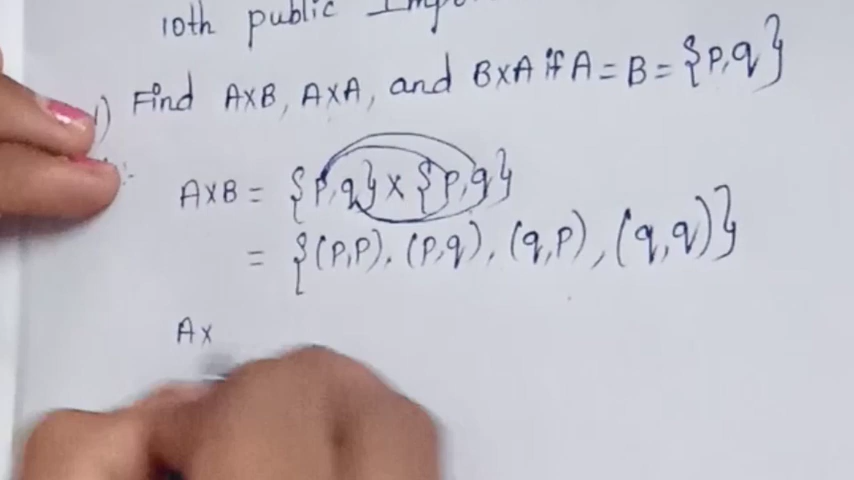 10th public
1) Find A×B, A×A, and B×A if A = B = {p,q}
A×B = {p,q} × {p,q}
= {(p,p), (p,q), (q,p), (q,q)}
A×